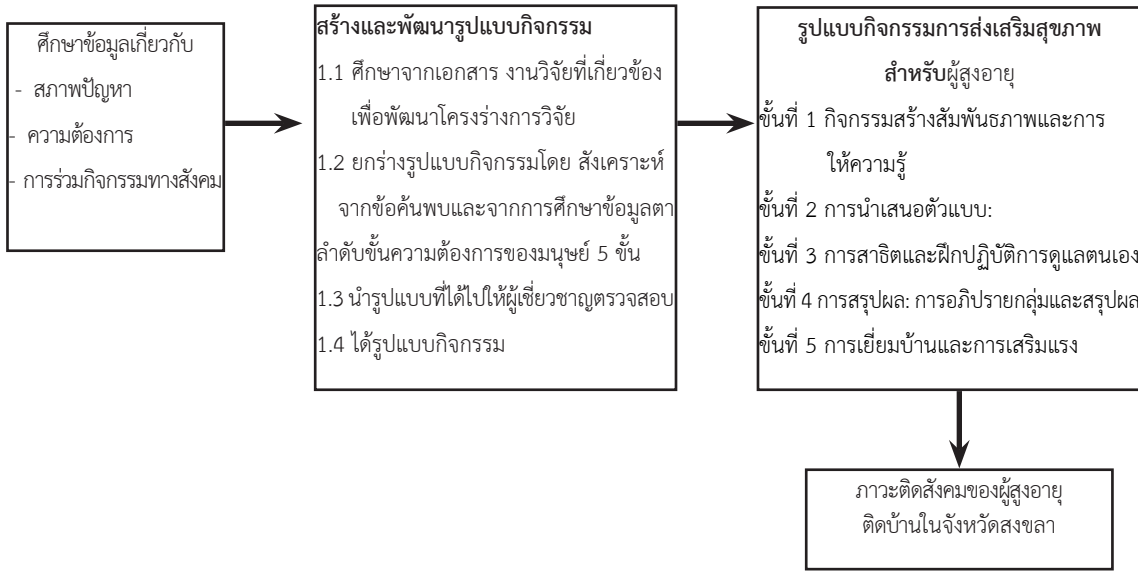 ศึกษาข้อมูลเกี่ยวกับ
- สภาพปัญหา
- ความต้องการ
- การร่วมกิจกรรมทางสังคม
สร้างและพัฒนารูปแบบกิจกรรม
1.1 ศึกษาจากเอกสาร งานวิจัยที่เกี่ยวข้อง
เพื่อพัฒนาโครงร่างการวิจัย
1.2 ยกร่างรูปแบบกิจกรรมโดย สังเคราะห์
จากข้อค้นพบและจากการศึกษาข้อมูลตา
ลำดับขั้นความต้องการของมนุษย์ 5 ขั้น
1.3 นำรูปแบบที่ได้ไปให้ผู้เชี่ยวชาญตรวจสอบ
1.4 ได้รูปแบบกิจกรรม
รูปแบบกิจกรรมการส่งเสริมสุขภาพ
สำหรับผู้สูงอายุ
ขั้นที่ 1 กิจกรรมสร้างสัมพันธภาพและการ
ให้ความรู้
ขั้นที่ 2 การนำเสนอตัวแบบ:
ขั้นที่ 3 การสาธิตและฝึกปฏิบัติการดูแลตนเอง
ขั้นที่ 4 การสรุปผล: การอภิปรายกลุ่มและสรุปผล
ขั้นที่ 5 การเยี่ยมบ้านและการเสริมแรง
ภาวะติดสังคมของผู้สูงอายุ
ติดบ้านในจังหวัดสงขลา